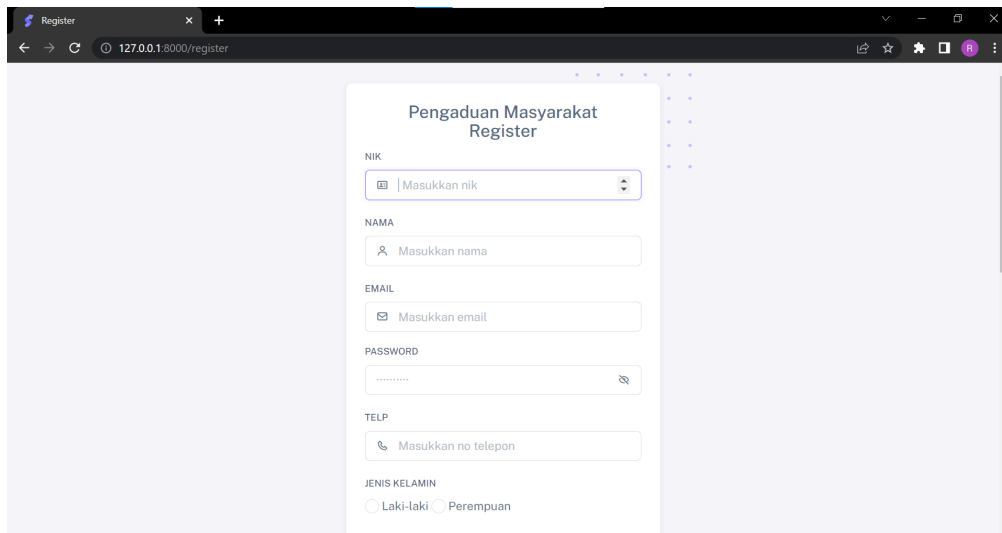 Register
127.0.0.1:8000/register
R
Pengaduan Masyarakat
Register
NIK
Masukkan nik
NAMA
Masukkan nama
EMAIL
Masukkan email
PASSWORD
··········
TELP
Masukkan no telepon
JENIS KELAMIN
Laki-laki Perempuan